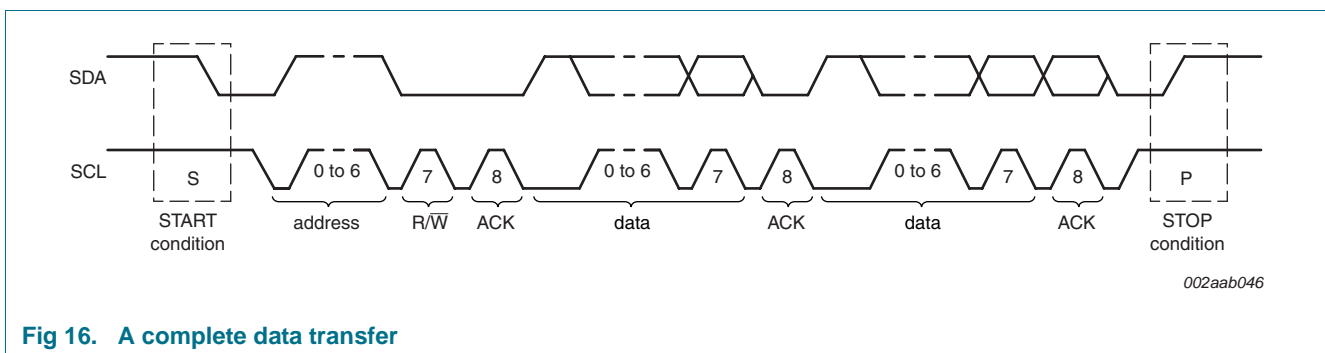 SDA
SCL
S
0 to 6
7
8
0 to 6
7
8
0 to 6
7
8
P
START
condition
address
R/W̅
ACK
data
ACK
data
ACK
STOP
condition
002aab046
Fig 16. A complete data transfer